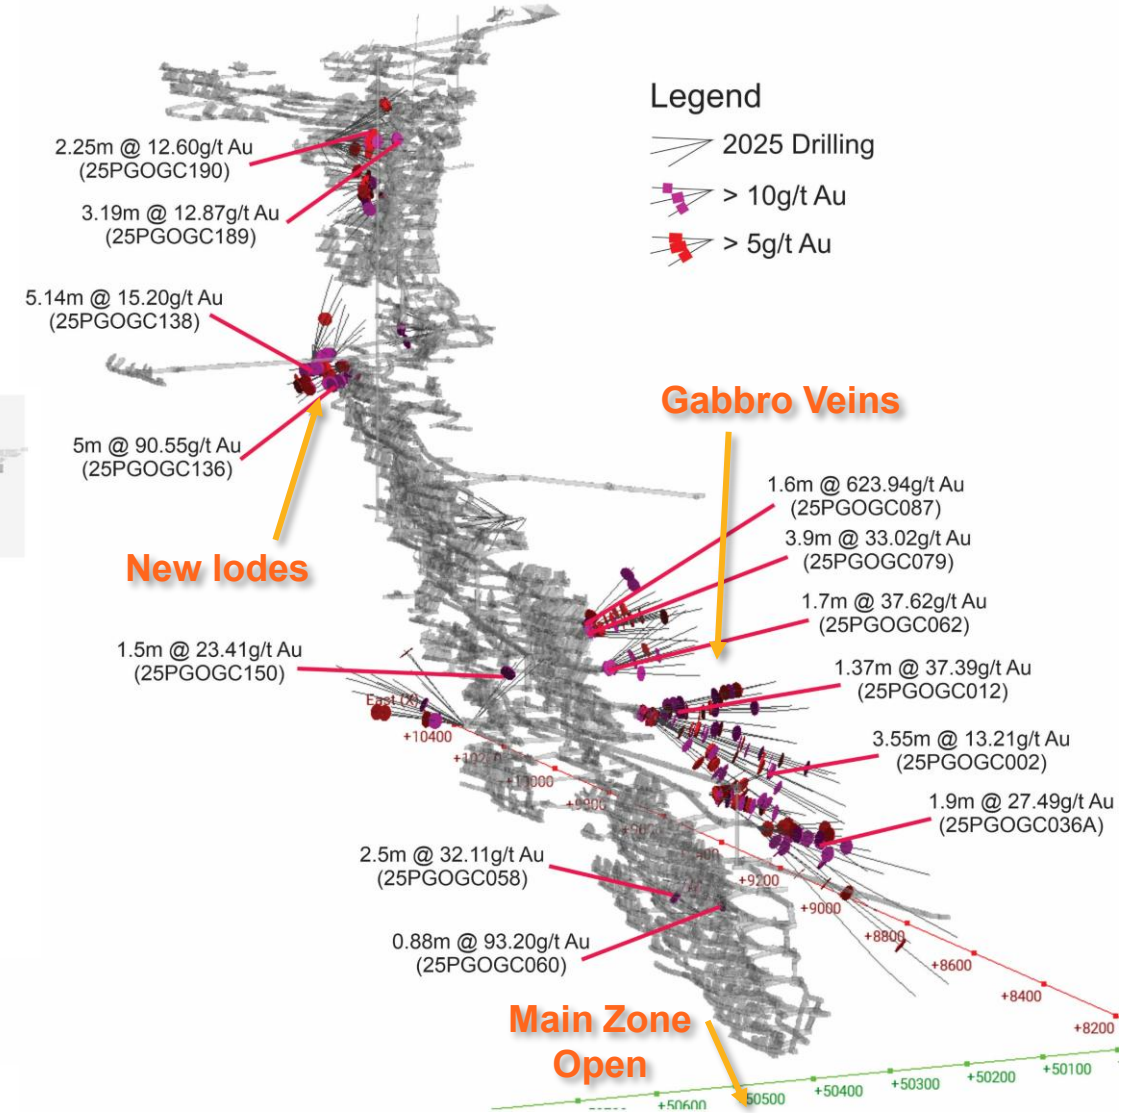 Legend
2025 Drilling
> 10g/t Au
> 5g/t Au
2.25m @ 12.60g/t Au
(25PGOGC190)
3.19m @ 12.87g/t Au
(25PGOGC189)
5.14m @ 15.20g/t Au
(25PGOGC138)
5m @ 90.55g/t Au
(25PGOGC136)
New lodes
Gabbro Veins
1.6m @ 623.94g/t Au
(25PGOGC087)
3.9m @ 33.02g/t Au
(25PGOGC079)
1.7m @ 37.62g/t Au
(25PGOGC062)
1.5m @ 23.41g/t Au
(25PGOGC150)
1.37m @ 37.39g/t Au
(25PGOGC012)
3.55m @ 13.21g/t Au
(25PGOGC002)
1.9m @ 27.49g/t Au
(25PGOGC036A)
2.5m @ 32.11g/t Au
(25PGOGC058)
0.88m @ 93.20g/t Au
(25PGOGC060)
Main Zone
Open
East (X)
+10400
+9200
+9000
+8800
+8600
+8400
+8200
+50600
+50400
+50300
+50200
+50100